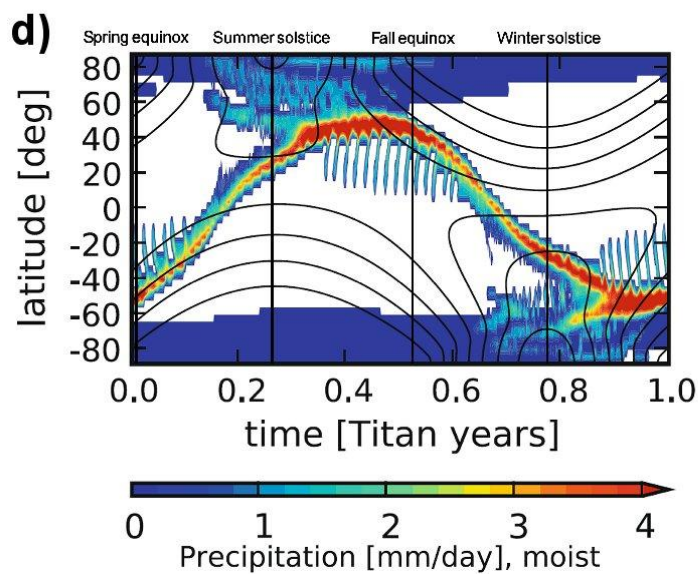 d)
Spring equinox Summer solstice Fall equinox Winter solstice
80
60
40
20
0
-20
-40
-60
-80
latitude [deg]
0.0 0.2 0.4 0.6 0.8 1.0
time [Titan years]
0 1 2 3 4
Precipitation [mm/day], moist